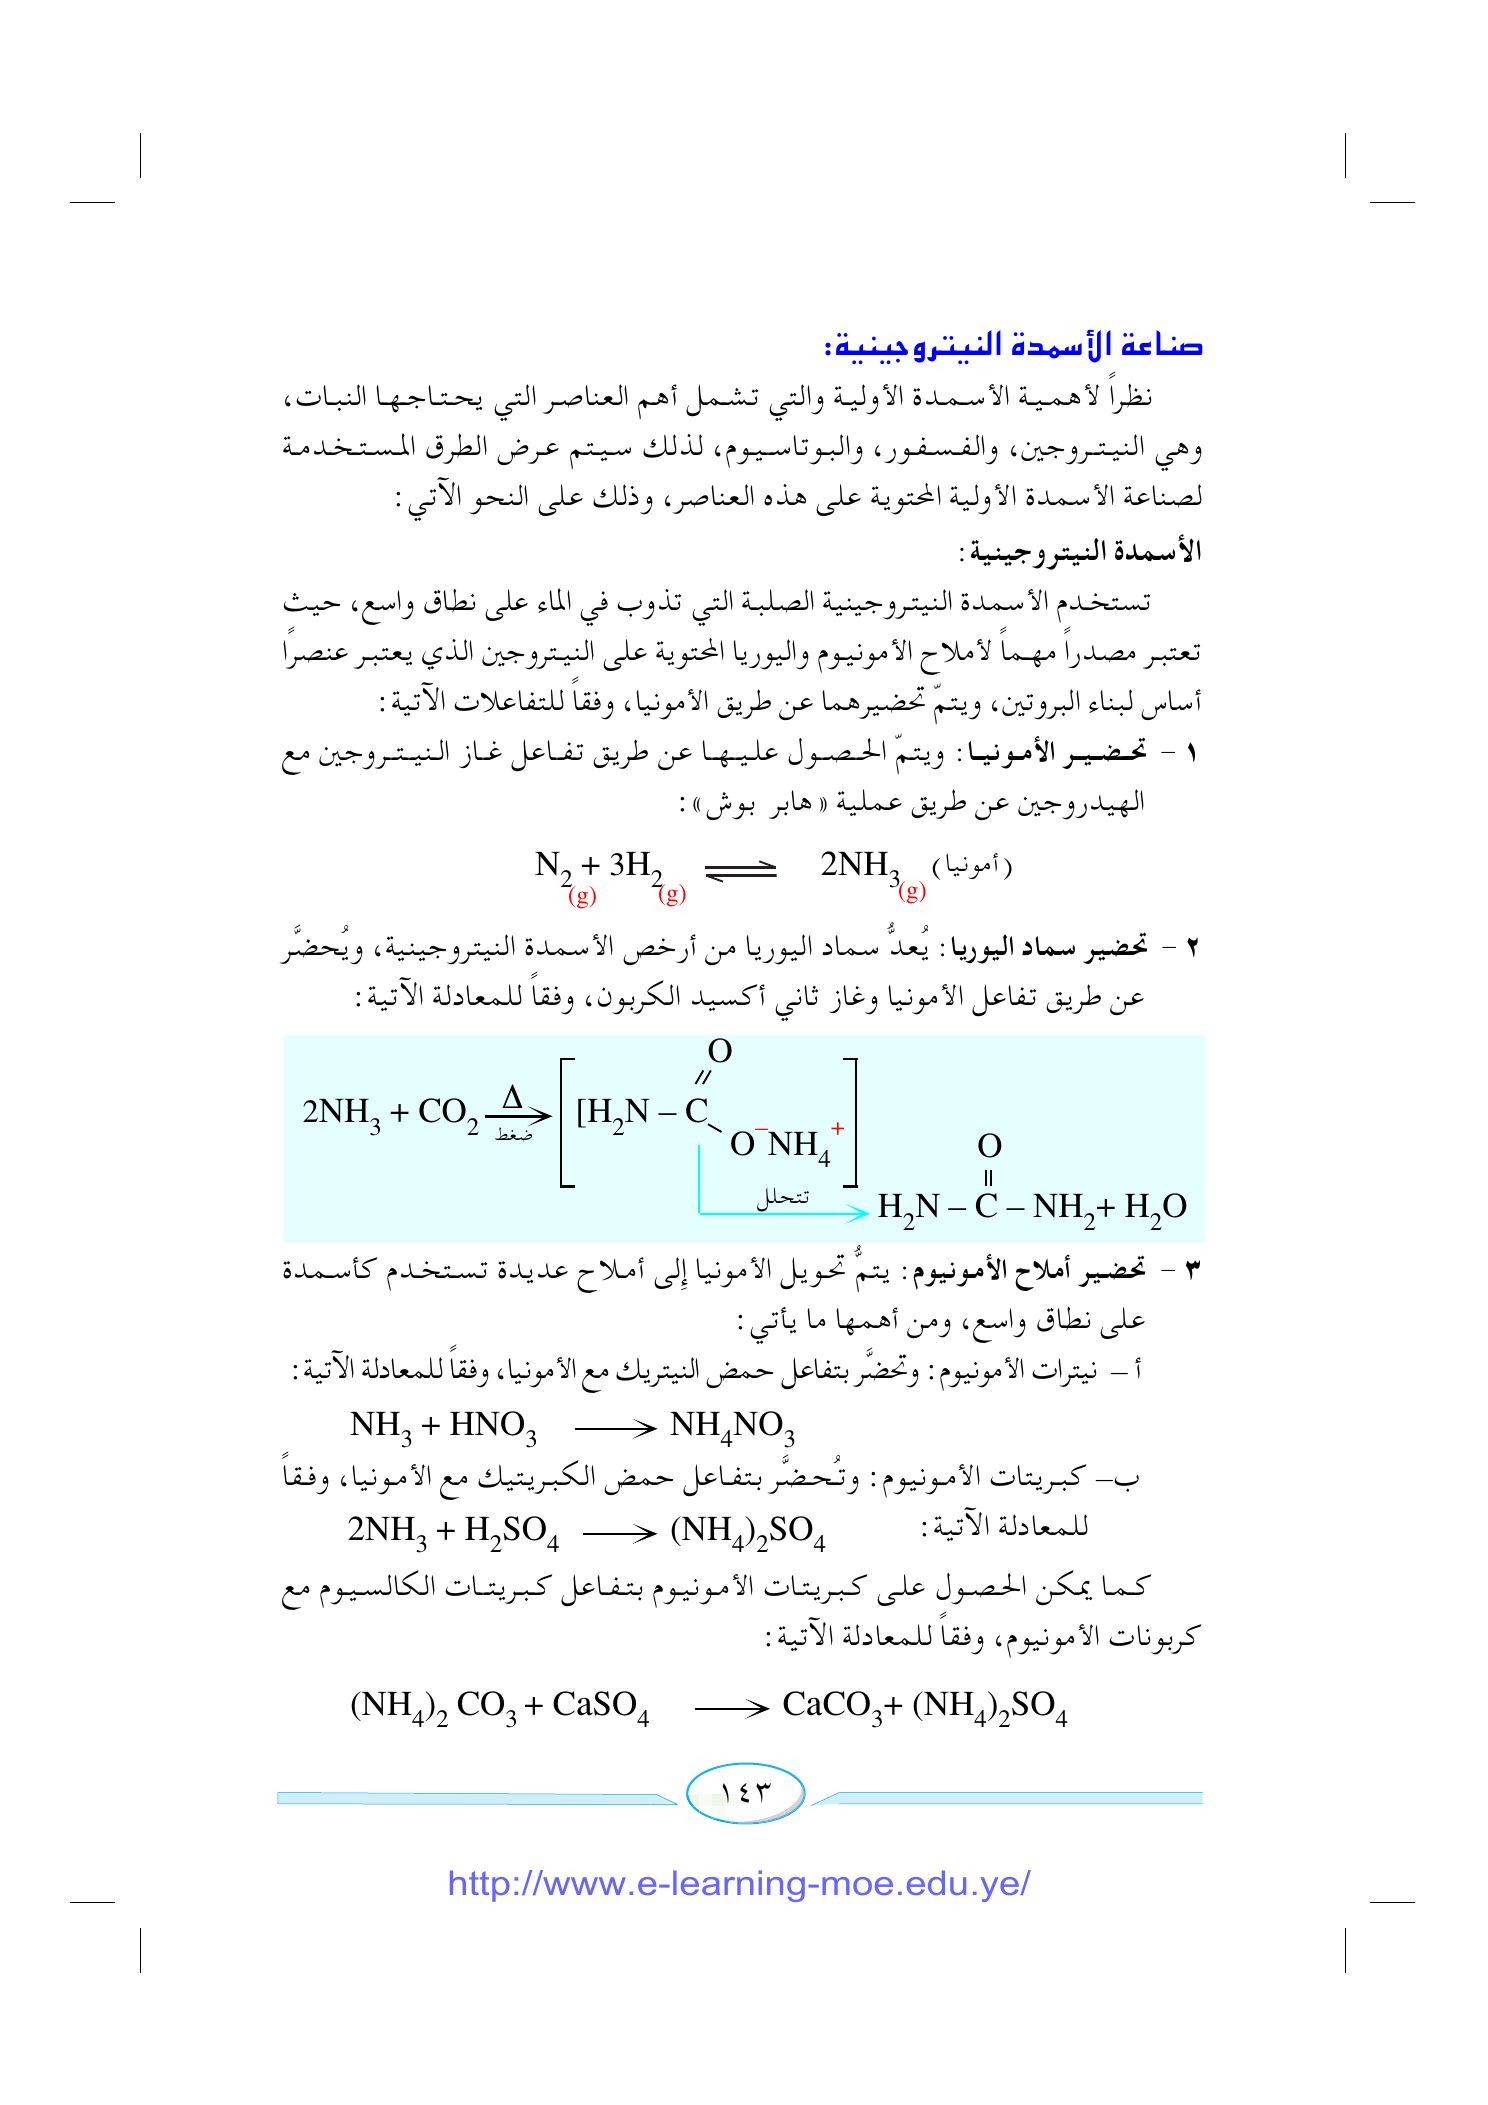 صناعة الأسمدة النيتروجينية:
نظراً لأهمية الأسمدة الأولية والتي تشمل أهم العناصر التي يحتاجها النبات،
وهي النيتروجين، والفسفور، والبوتاسيوم، لذلك سيتم عرض الطرق المستخدمة
لصناعة الأسمدة الأولية المحتوية على هذه العناصر، وذلك على النحو الآتي:
الأسمدة النيتروجينية:
تستخدم الأسمدة النيتروجينية الصلبة التي تذوب في الماء على نطاق واسع، حيث
تعتبر مصدراً مهماً لأملاح الأمونيوم واليوريا المحتوية على النيتروجين الذي يعتبر عنصراً
أساس لبناء البروتين، ويتمّ تحضيرهما عن طريق الأمونيا، وفقاً للتفاعلات الآتية:
١ - تحضير الأمونيا: ويتمّ الحصول عليها عن طريق تفاعل غاز النيتروجين مع
الهيدروجين عن طريق عملية «هابر بوش»:
N2(g) + 3H2(g) ⇌ 2NH3(g) (أمونيا)
٢ - تحضير سماد اليوريا: يُعدُّ سماد اليوريا من أرخص الأسمدة النيتروجينية، ويُحضَّر
عن طريق تفاعل الأمونيا وغاز ثاني أكسيد الكربون، وفقاً للمعادلة الآتية:
O
2NH3 + CO2 Δ → [[H2N – C
ضغط
O– NH4+]
O
تتحلل
H2N – C – NH2+ H2O
٣ - تحضير أملاح الأمونيوم: يتمُّ تحويل الأمونيا إلى أملاح عديدة تستخدم كأسمدة
على نطاق واسع، ومن أهمها ما يأتي:
أ – نيترات الأمونيوم: وتحضَّر بتفاعل حمض النيتريك مع الأمونيا، وفقاً للمعادلة الآتية:
NH3 + HNO3 → NH4NO3
ب– كبريتات الأمونيوم: وتُحضَّر بتفاعل حمض الكبريتيك مع الأمونيا، وفقاً
للمعادلة الآتية: 2NH3 + H2SO4 → (NH4)2SO4
كما يمكن الحصول على كبريتات الأمونيوم بتفاعل كبريتات الكالسيوم مع
كربونات الأمونيوم، وفقاً للمعادلة الآتية:
(NH4)2 CO3 + CaSO4 → CaCO3+ (NH4)2SO4
١٤٣
http://www.e-learning-moe.edu.ye/